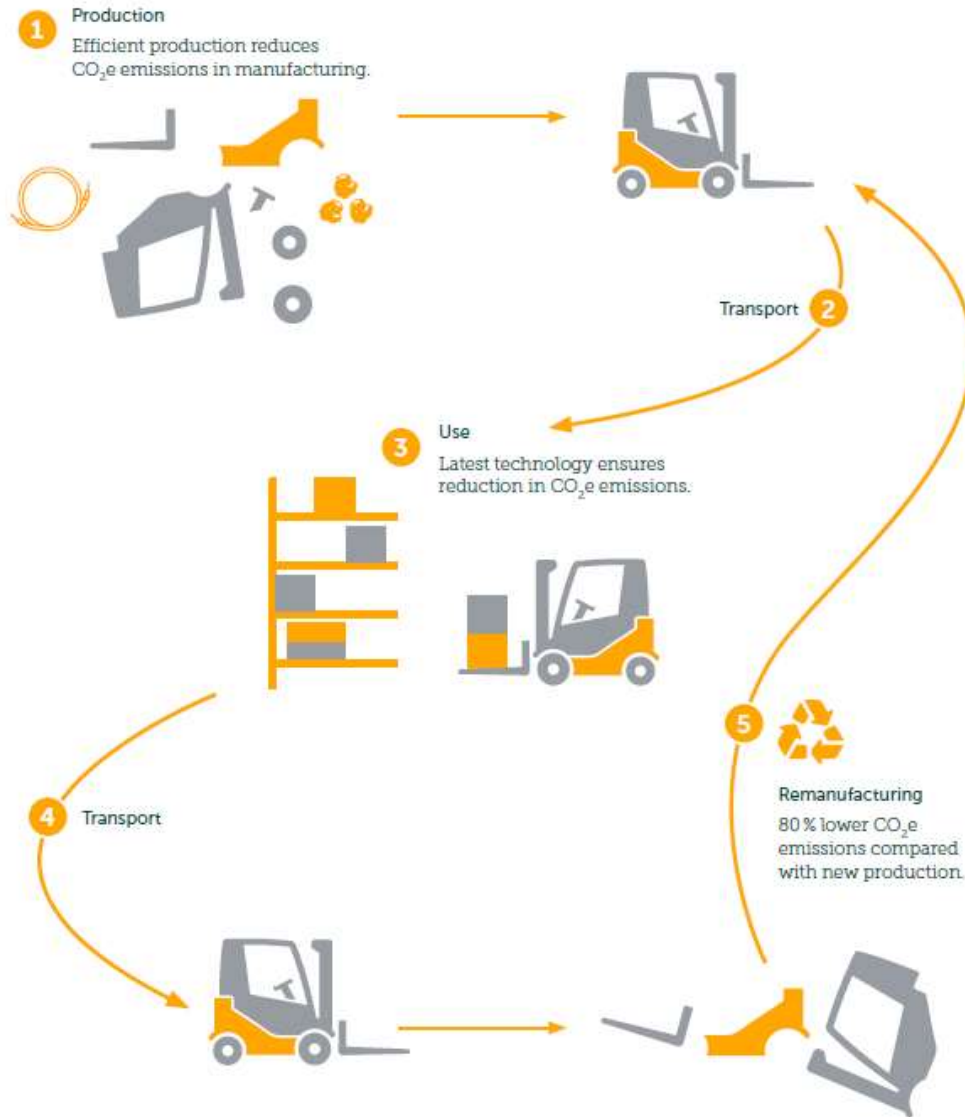 1
Production
Efficient production reduces
CO₂e emissions in manufacturing.
Transport
2
3
Use
Latest technology ensures
reduction in CO₂e emissions.
5
4
Transport
Remanufacturing
80 % lower CO₂e
emissions compared
with new production.